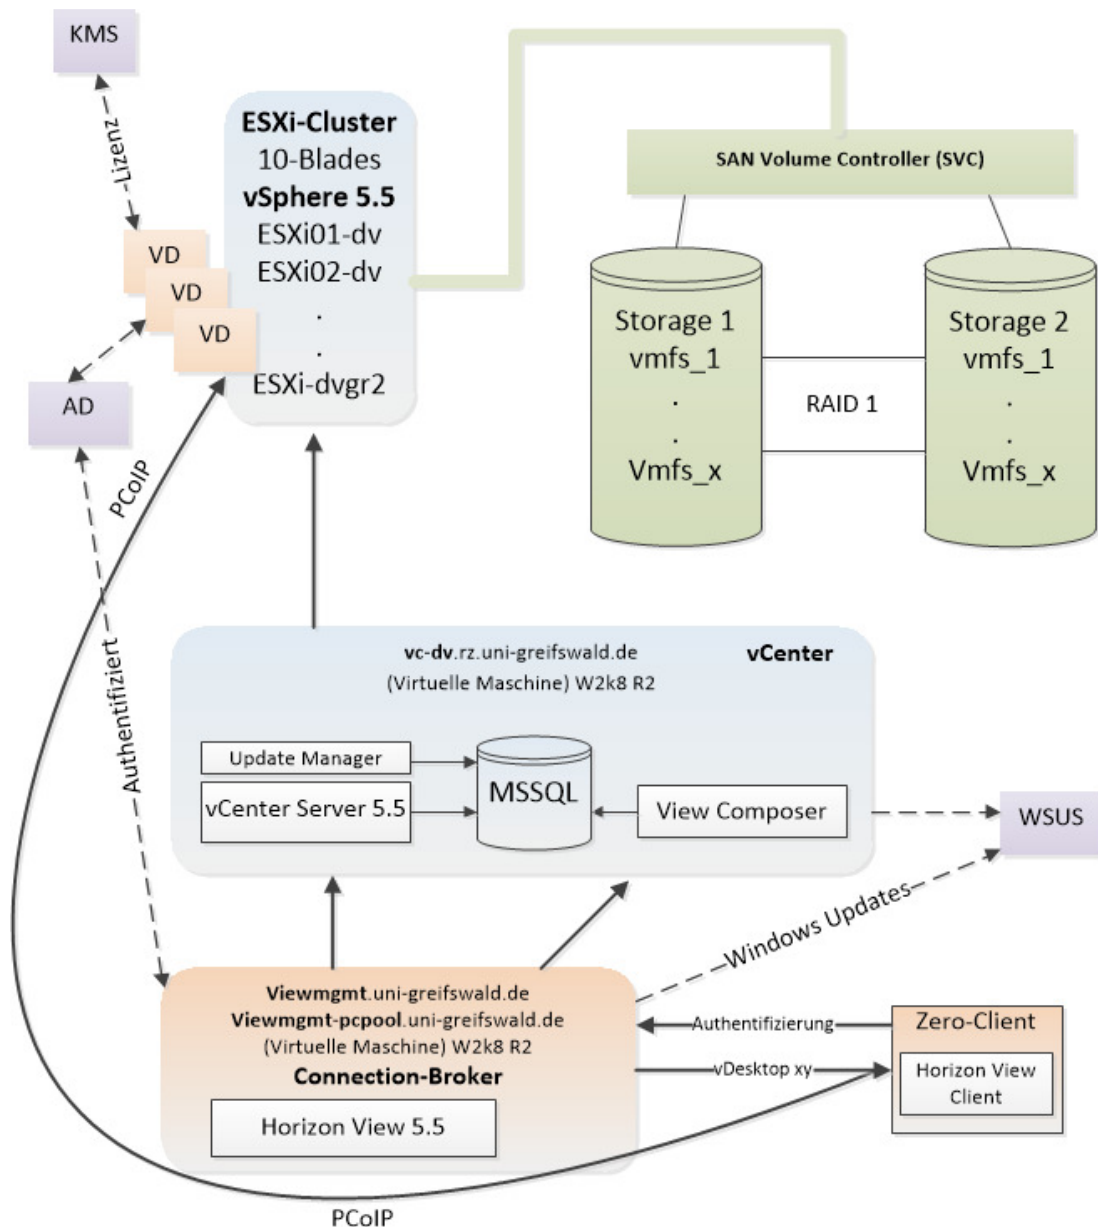 KMS
Lizenz
VD
VD
VD
AD
ESXi-Cluster
10-Blades
vSphere 5.5
ESXi01-dv
ESXi02-dv
.
.
ESXi-dvgr2
SAN Volume Controller (SVC)
Storage 1
vmfs_1
.
.
Vmfs_x
RAID 1
Storage 2
vmfs_1
.
.
Vmfs_x
PCoIP
Authentifiziert
vc-dv.rz.uni-greifswald.de
vCenter
(Virtuelle Maschine) W2k8 R2
Update Manager
vCenter Server 5.5
MSSQL
View Composer
WSUS
Windows Updates
Viewmgmt.uni-greifswald.de
Viewmgmt-pcpool.uni-greifswald.de
(Virtuelle Maschine) W2k8 R2
Connection-Broker
Horizon View 5.5
Authentifizierung
vDesktop xy
Zero-Client
Horizon View
Client
PCoIP